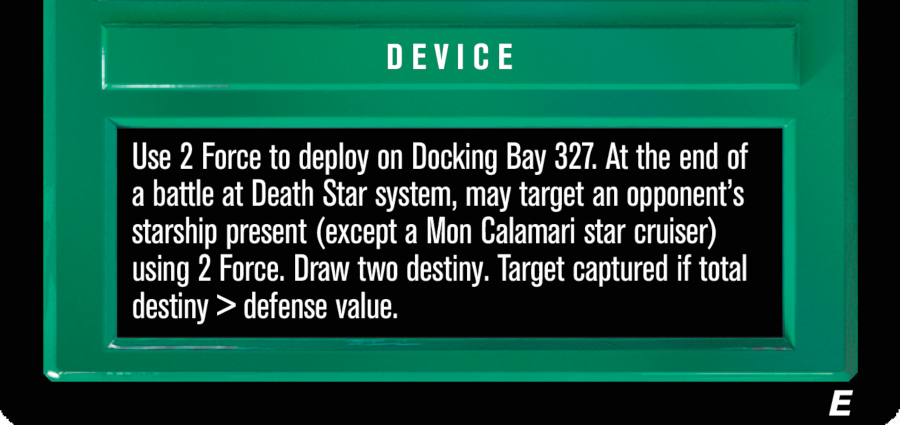 DEVICE
Use 2 Force to deploy on Docking Bay 327. At the end of
a battle at Death Star system, may target an opponent's
starship present (except a Mon Calamari star cruiser)
using 2 Force. Draw two destiny. Target captured if total
destiny > defense value.
E